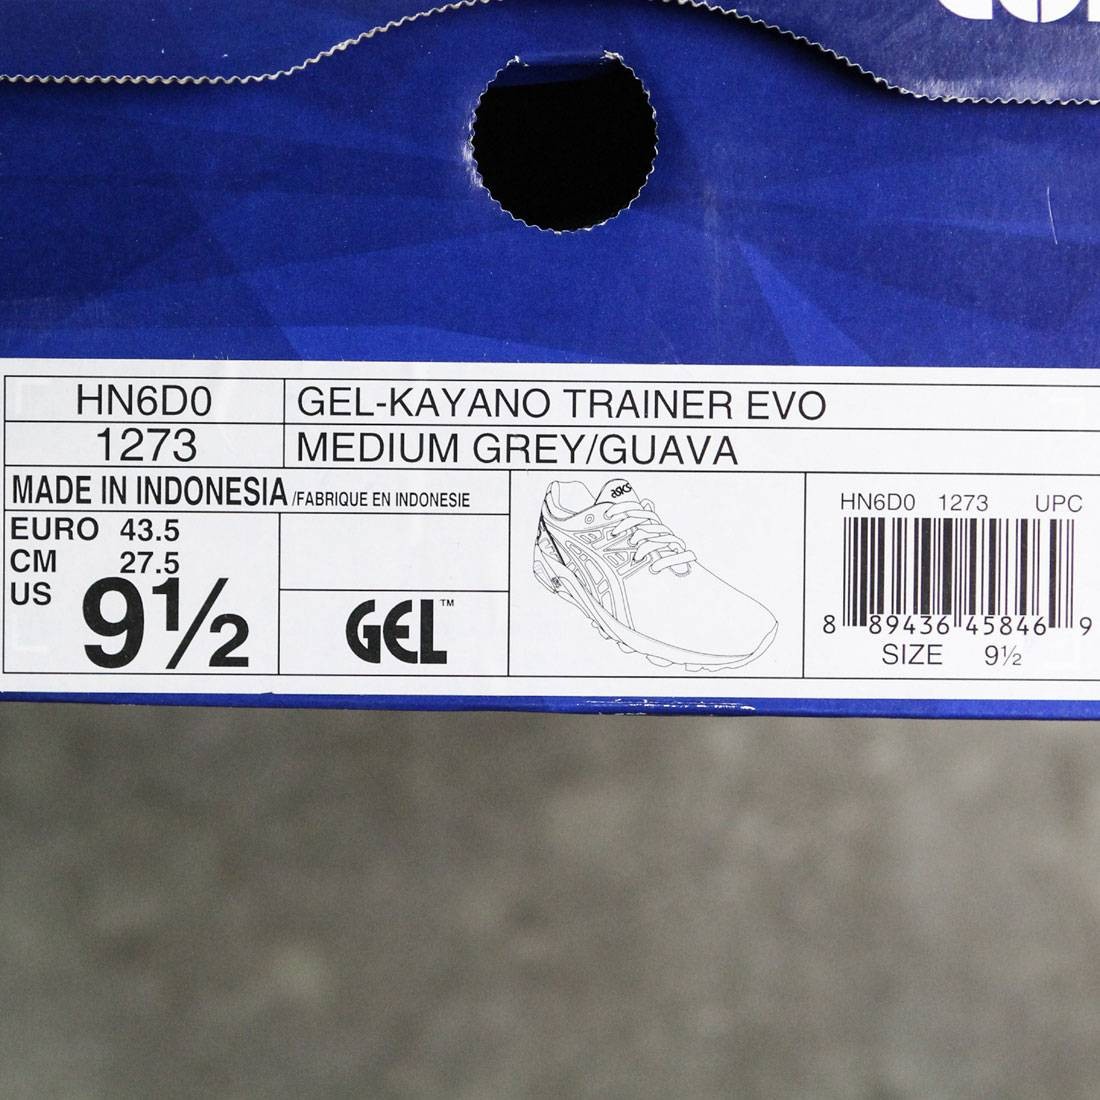 HN6D0 GEL-KAYANO TRAINER EVO
1273 MEDIUM GREY/GUAVA
MADE IN INDONESIA /FABRIQUE EN INDONESIE
EURO 43.5
CM 27.5
US 9½
GEL™
asics
HN6D0 1273 UPC
8 89436 45846 9
SIZE 9½